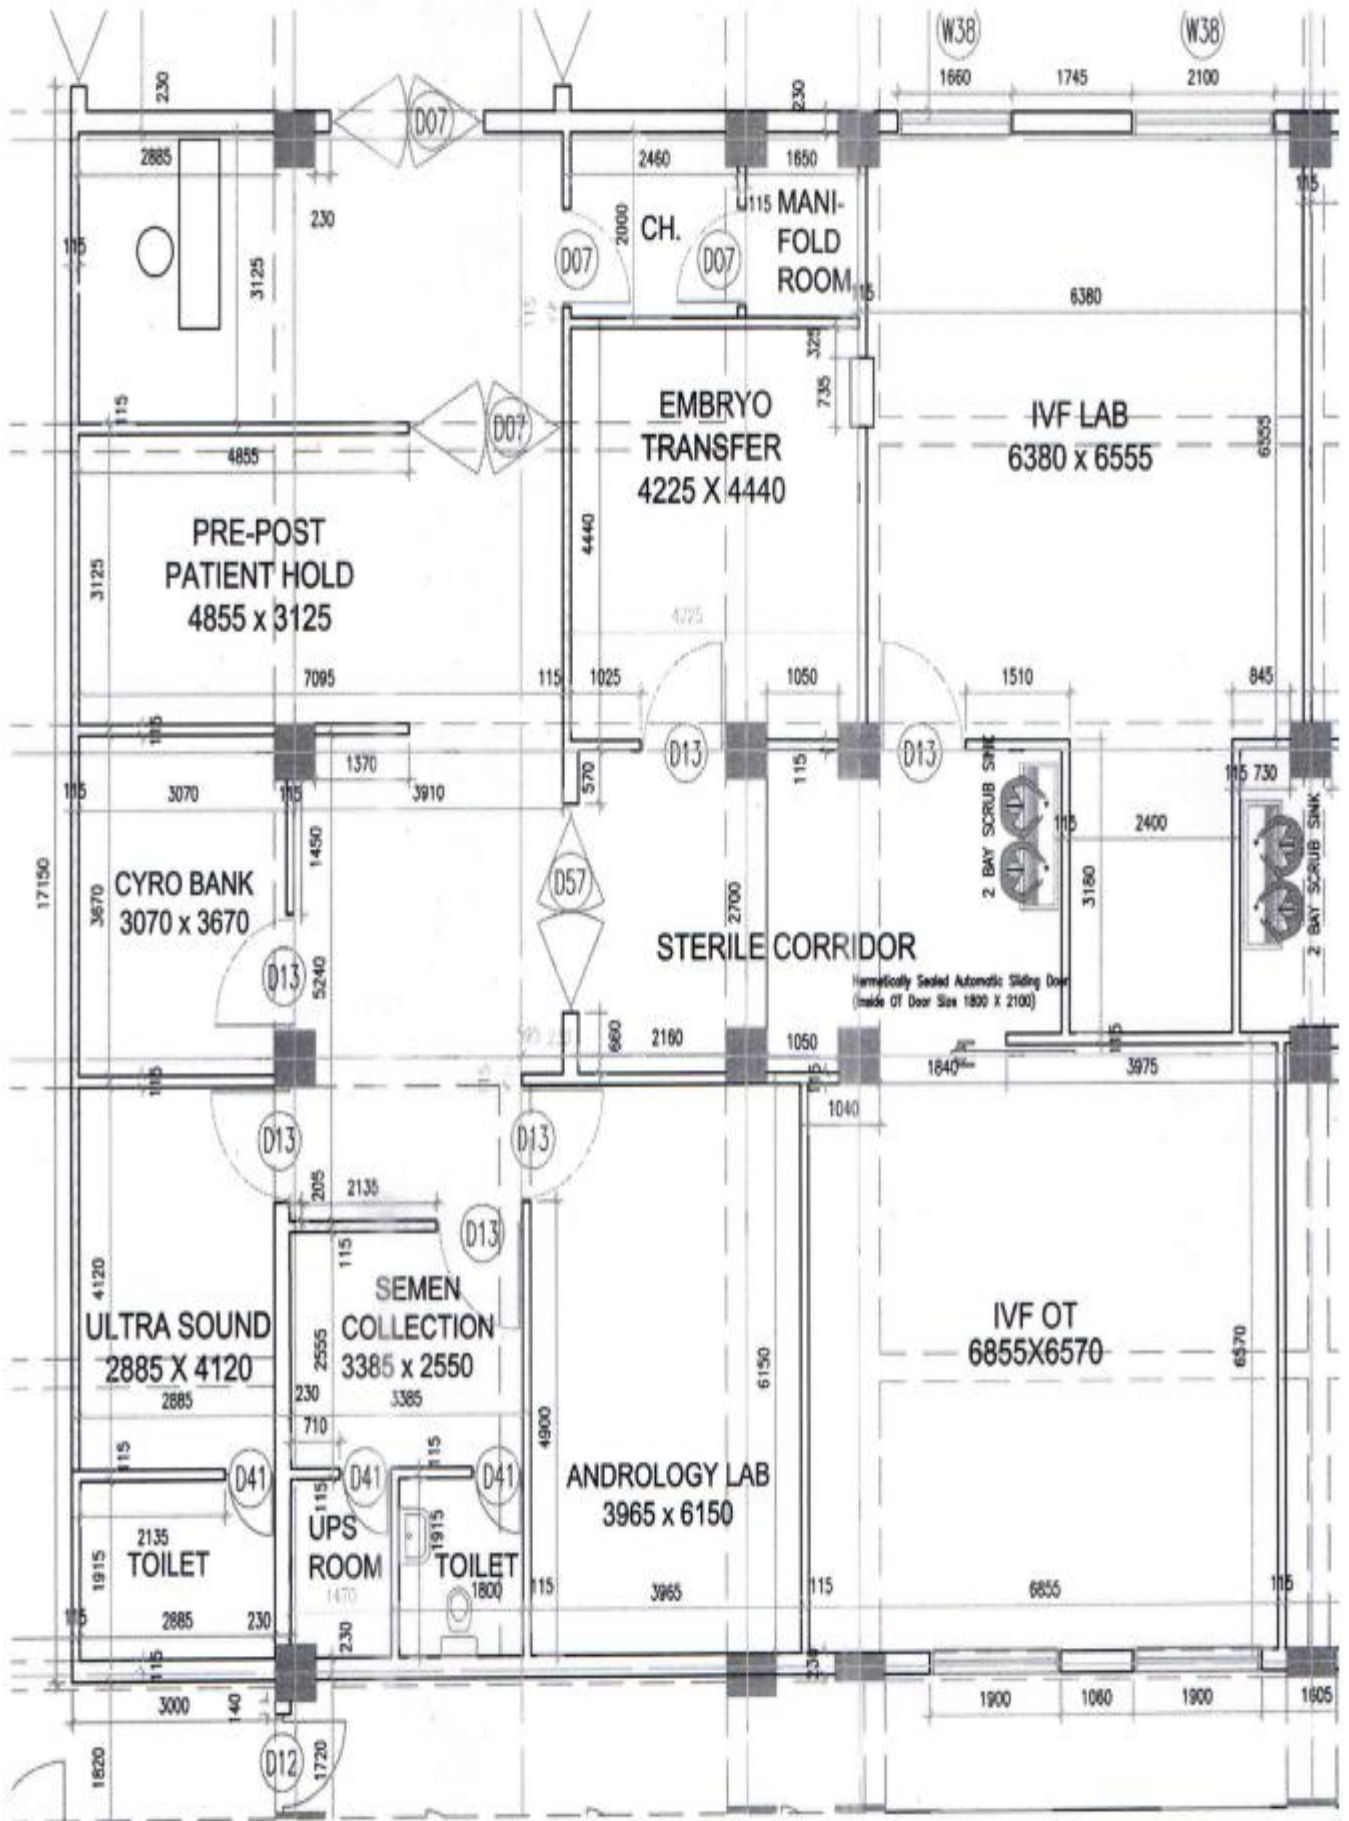 W38
W38
1660
1745
2100
230
230
D07
2885
2460
1650
115
115
MANI-
FOLD
ROOM
CH.
2000
230
115
D07
D07
3125
115
6380
115
325
735
EMBRYO
TRANSFER
4225 X 4440
IVF LAB
6380 x 6555
6555
115
D07
4855
4440
PRE-POST
PATIENT HOLD
4855 x 3125
3125
4225
7095
115
1025
1050
1510
845
115
D13
D13
115
570
1370
115
3070
115
3910
115
730
2 BAY SCRUB SINK
2 BAY SCRUB SINK
115
2400
1450
D57
17150
3670
CYRO BANK
3070 x 3670
2700
3180
STERILE CORRIDOR
Hermetically Sealed Automatic Sliding Door
(Inside OT Door Size 1800 X 2100)
D13
5240
660
2160
1050
115
1840
3975
115
115
115
1040
D13
D13
205
2135
D13
115
4120
SEMEN
COLLECTION
3385 x 2550
2555
ULTRA SOUND
2885 X 4120
IVF OT
6855X6570
6570
6150
2885
230
3385
710
4900
115
115
D41
D41
D41
ANDROLOGY LAB
3965 x 6150
115
UPS
ROOM
1470
1915
2135
TOILET
TOILET
1800
1915
115
3965
115
6855
115
115
2885
230
230
115
230
3000
140
1900
1060
1900
1605
D12
1820
1720